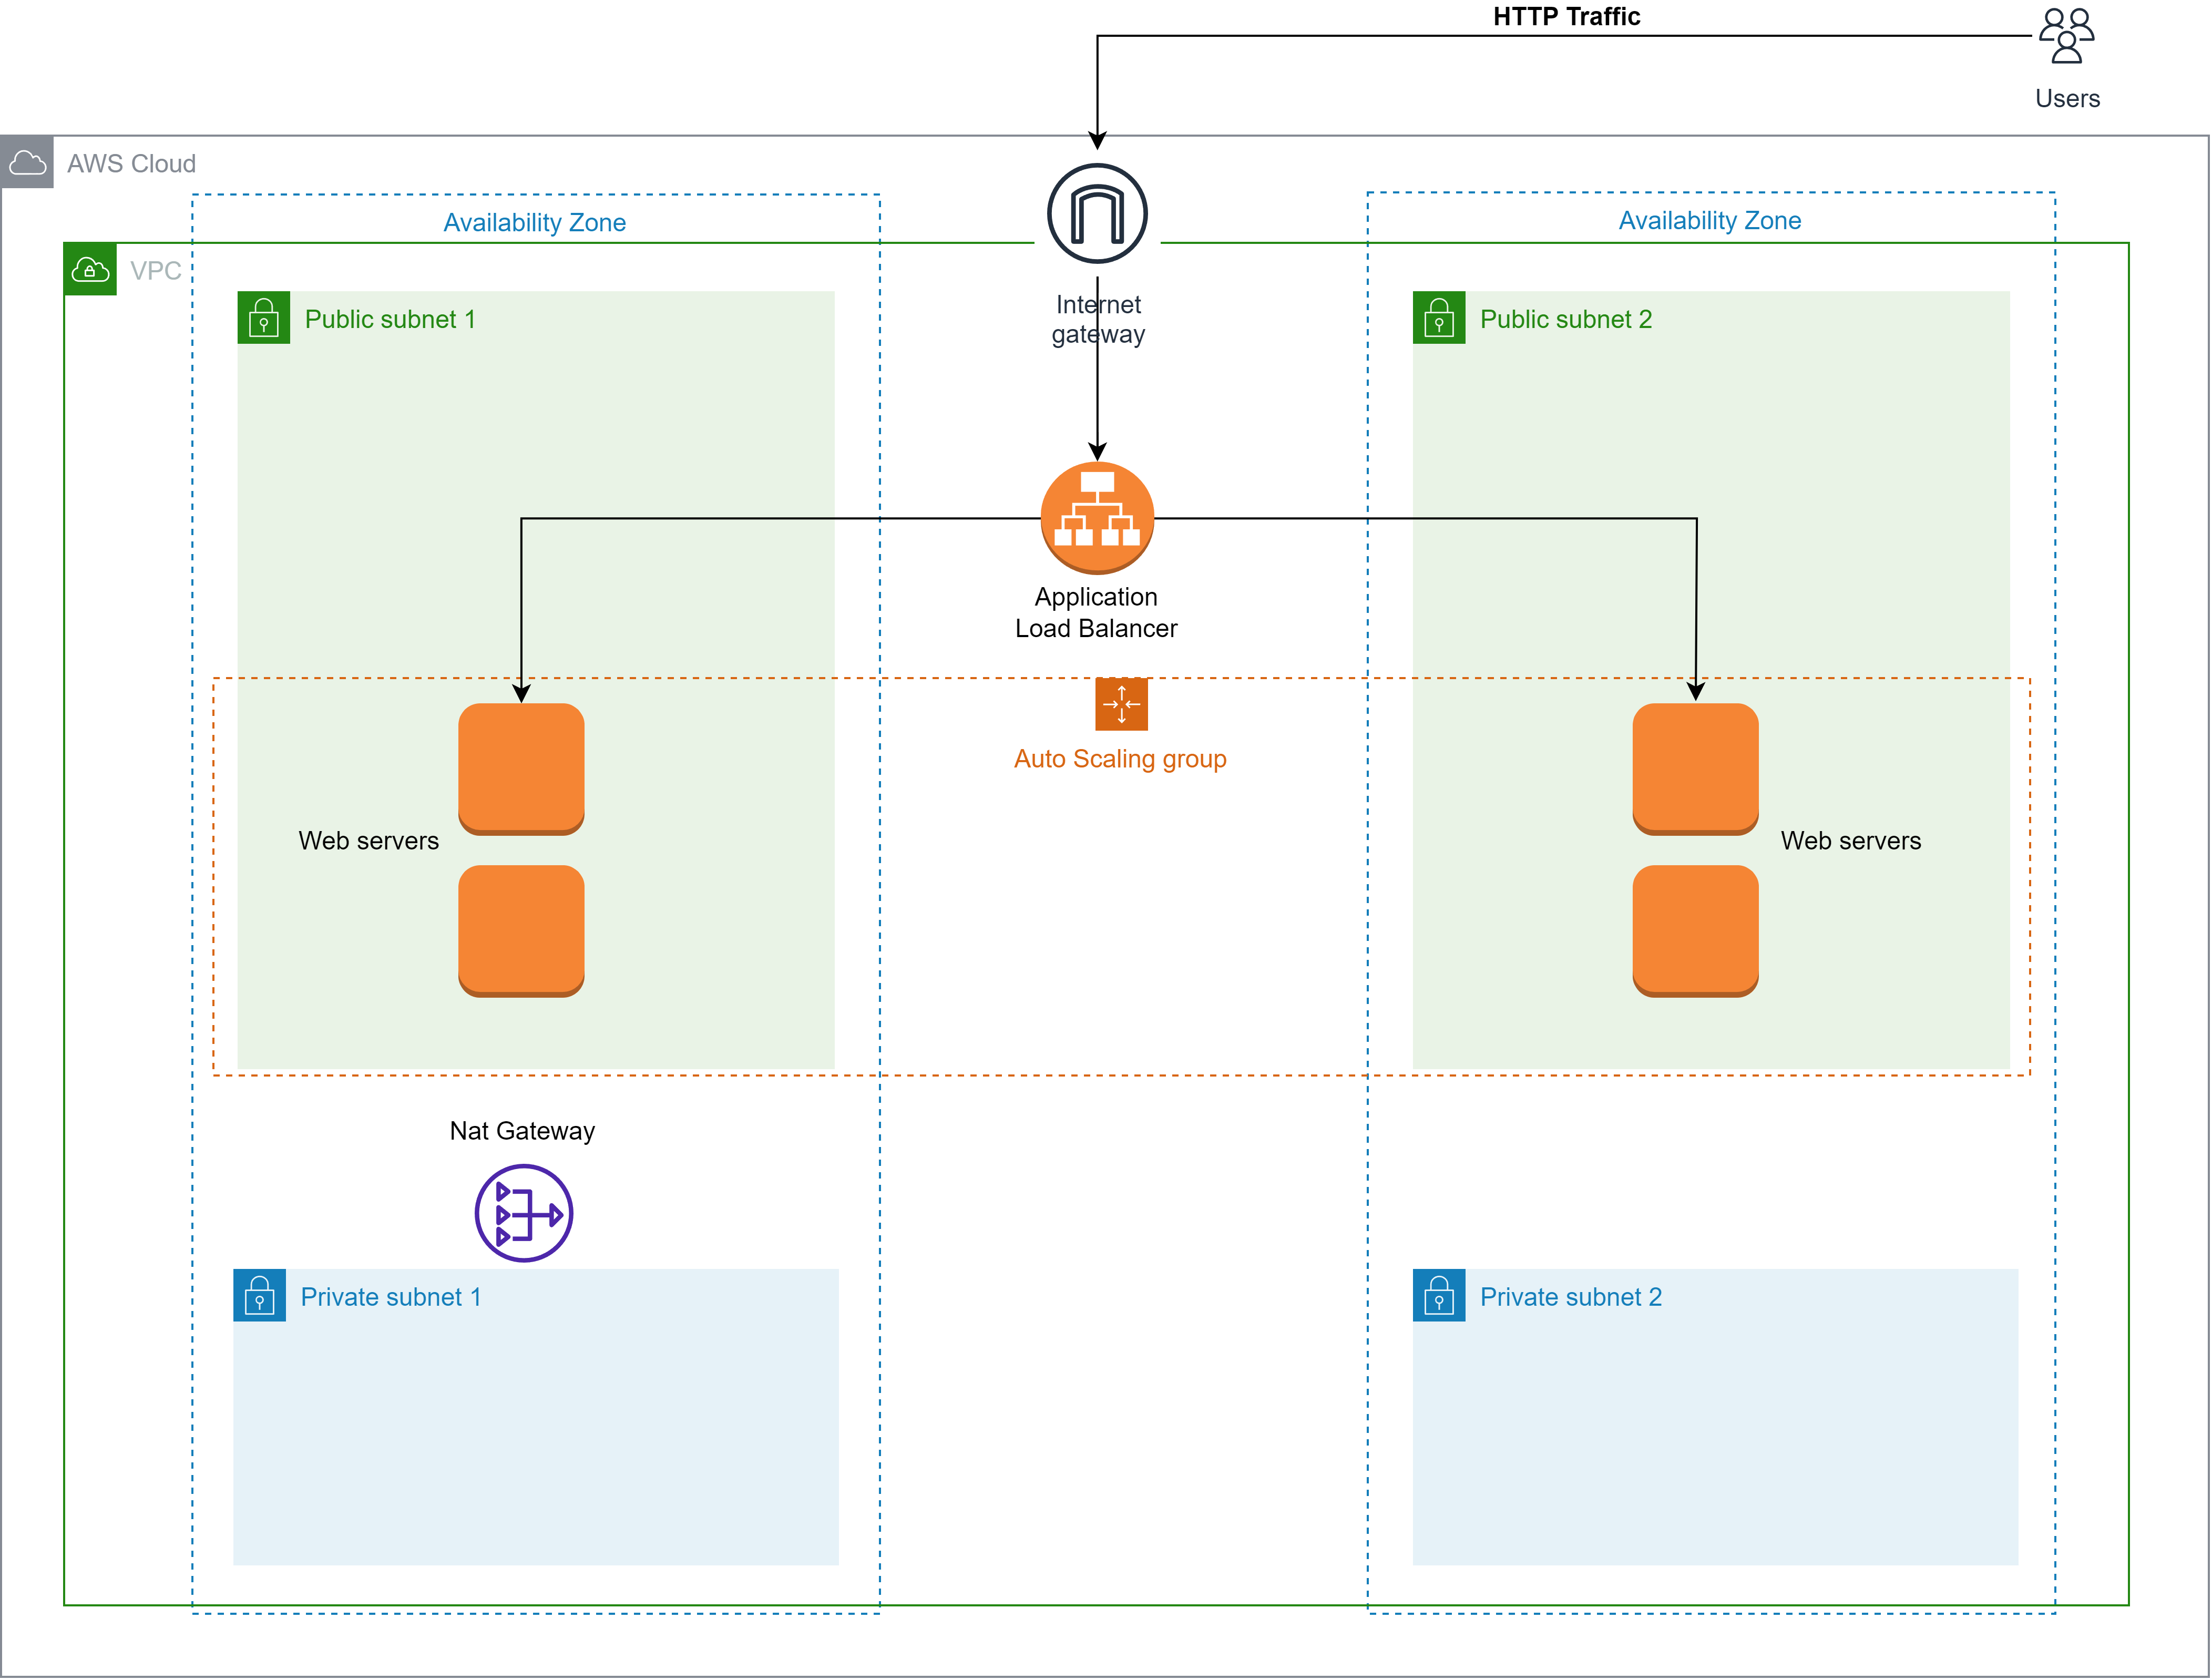 HTTP Traffic
Users
AWS Cloud
Availability Zone
Availability Zone
VPC
Internet
gateway
Public subnet 1
Public subnet 2
Application
Load Balancer
Auto Scaling group
Web servers
Web servers
Nat Gateway
Private subnet 1
Private subnet 2